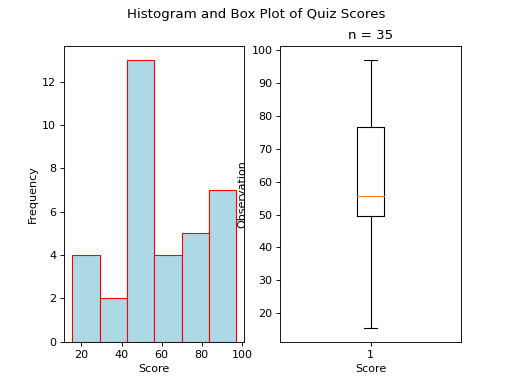 Histogram and Box Plot of Quiz Scores
n = 35
Frequency
12
10
8
6
4
2
0
20 40 60 80 100
Score
Observation
100
90
80
70
60
50
40
30
20
1
Score